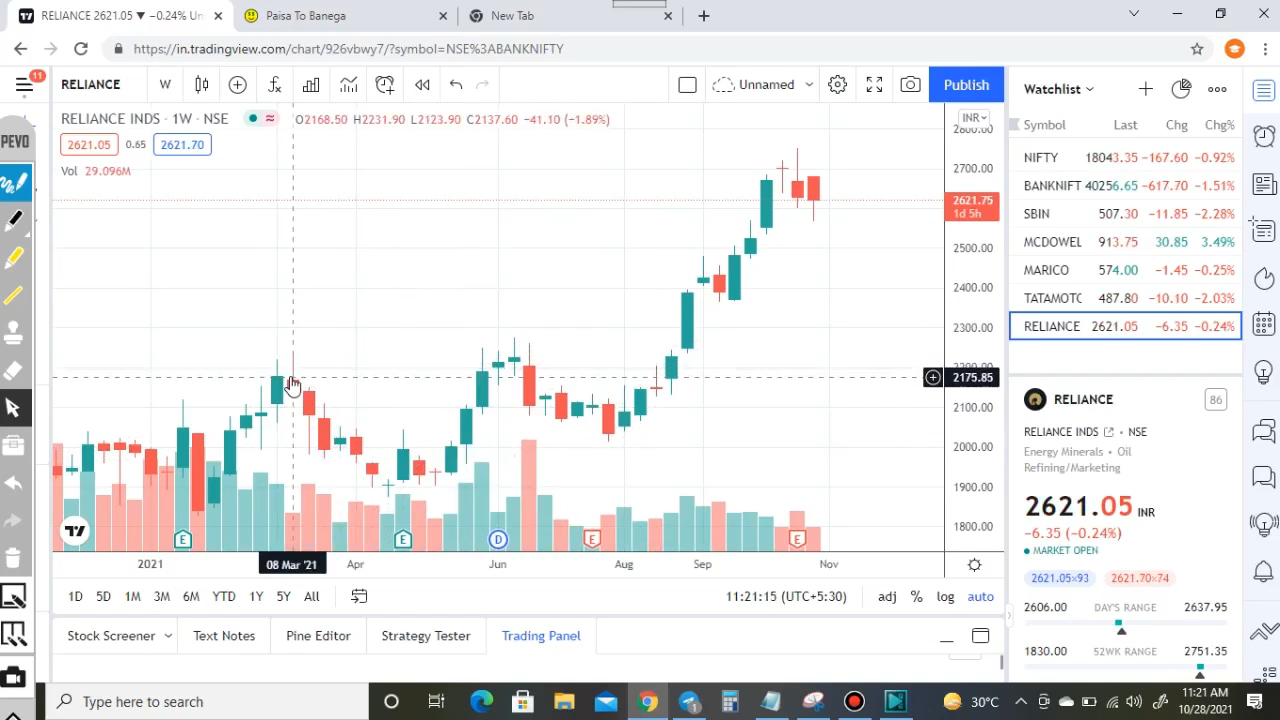 RELIANCE 2621.05 ▼ −0.24% Un
Paisa To Banega
New Tab
https://in.tradingview.com/chart/926vbwy7/?symbol=NSE%3ABANKNIFTY
11
RELIANCE W Unnamed Publish
RELIANCE INDS · 1W · NSE O2168.50 H2231.90 L2123.90 C2137.60 −41.10 (−1.89%)
2621.05 0.65 2621.70
Vol 29.096M
PEVO
INR
2800.00
2700.00
2621.75
1d 5h
2500.00
2400.00
2300.00
2200.00
2175.85
2100.00
2000.00
1900.00
1800.00
E E D E E
2021 08 Mar '21 Apr Jun Aug Sep Nov
1D 5D 1M 3M 6M YTD 1Y 5Y All 11:21:15 (UTC+5:30) adj % log auto
Stock Screener Text Notes Pine Editor Strategy Tester Trading Panel
Watchlist
Symbol Last Chg Chg%
NIFTY 18043.35 −167.60 −0.92%
BANKNIFT 40256.65 −617.70 −1.51%
SBIN 507.30 −11.85 −2.28%
MCDOWEL 913.75 30.85 3.49%
MARICO 574.00 −1.45 −0.25%
TATAMOTC 487.80 −10.10 −2.03%
RELIANCE 2621.05 −6.35 −0.24%
RELIANCE 86
RELIANCE INDS · NSE
Energy Minerals · Oil
Refining/Marketing
2621.05 INR
−6.35 (−0.24%)
MARKET OPEN
2621.05×93 2621.70×74
2606.00 DAY'S RANGE 2637.95
1830.00 52WK RANGE 2751.35
Type here to search
30°C
11:21 AM
10/28/2021